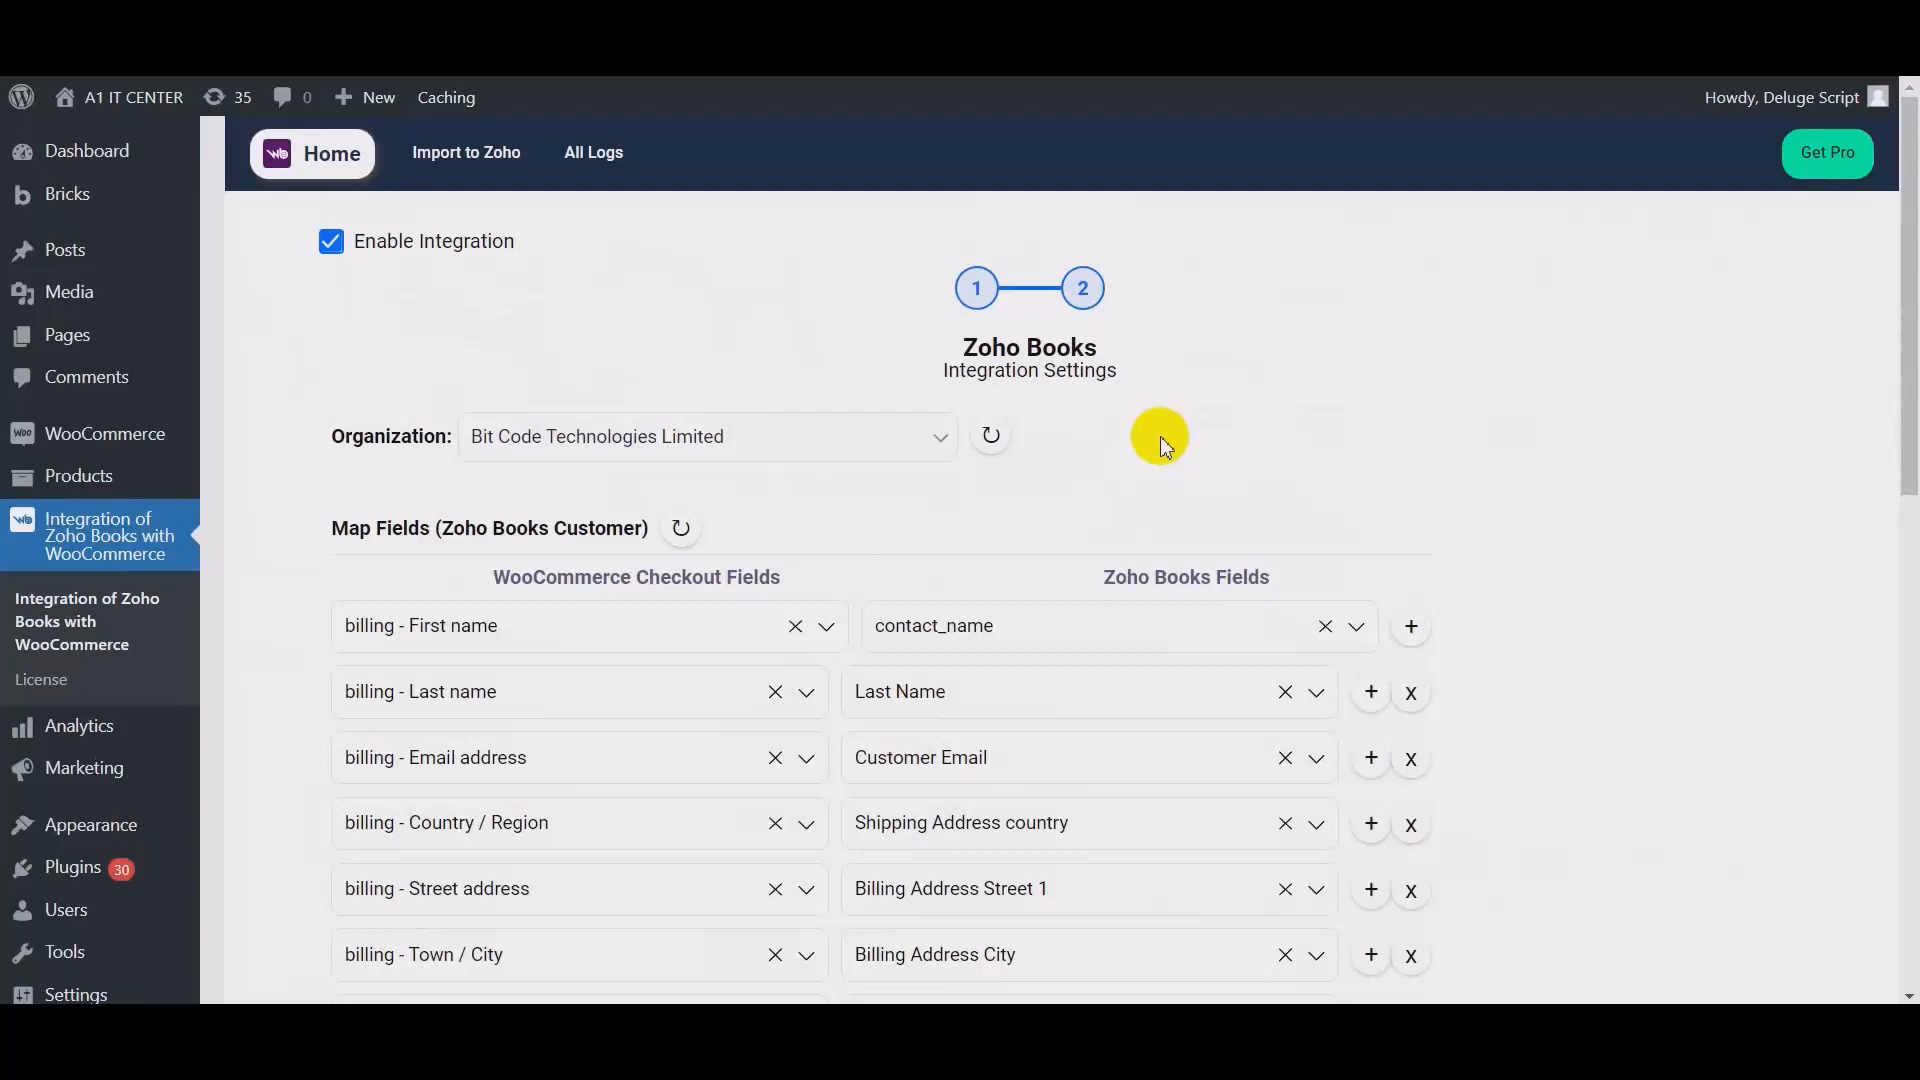 A1 IT CENTER 35 0 New Caching Howdy, Deluge Script
Dashboard
Bricks
Posts
Media
Pages
Comments
WooCommerce
Products
Integration of
Zoho Books with
WooCommerce
Integration of Zoho
Books with
WooCommerce
License
Analytics
Marketing
Appearance
Plugins 30
Users
Tools
Settings
Home Import to Zoho All Logs Get Pro
Enable Integration
1 2
Zoho Books
Integration Settings
Organization: Bit Code Technologies Limited
Map Fields (Zoho Books Customer)
WooCommerce Checkout Fields Zoho Books Fields
billing - First name contact_name +
billing - Last name Last Name + x
billing - Email address Customer Email + x
billing - Country / Region Shipping Address country + x
billing - Street address Billing Address Street 1 + x
billing - Town / City Billing Address City + x